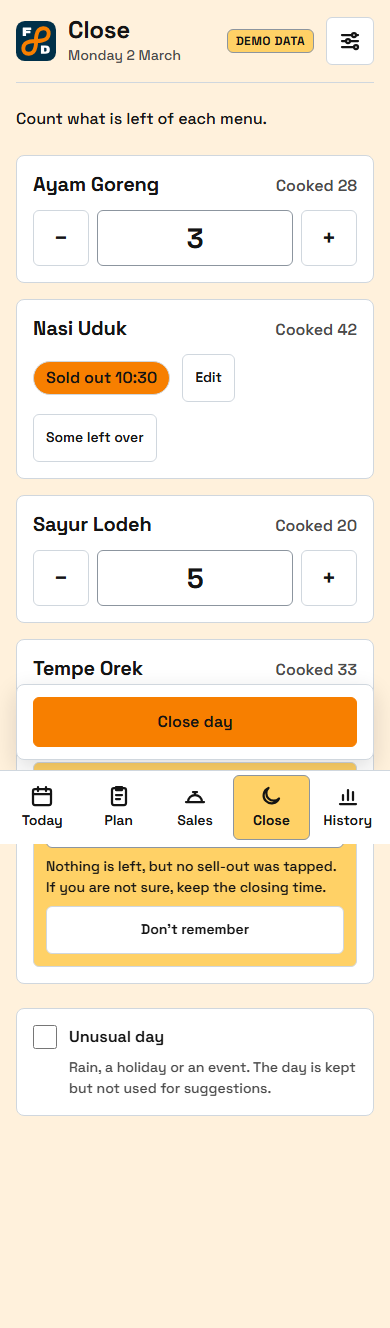 F
D
Close
Monday 2 March
DEMO DATA
Count what is left of each menu.
Ayam Goreng
Cooked 28
−
3
+
Nasi Uduk
Cooked 42
Sold out 10:30
Edit
Some left over
Sayur Lodeh
Cooked 20
−
5
+
Tempe Orek
Cooked 33
Close day
Today
Plan
Sales
Close
History
Nothing is left, but no sell-out was tapped.
If you are not sure, keep the closing time.
Don't remember
Unusual day
Rain, a holiday or an event. The day is kept
but not used for suggestions.